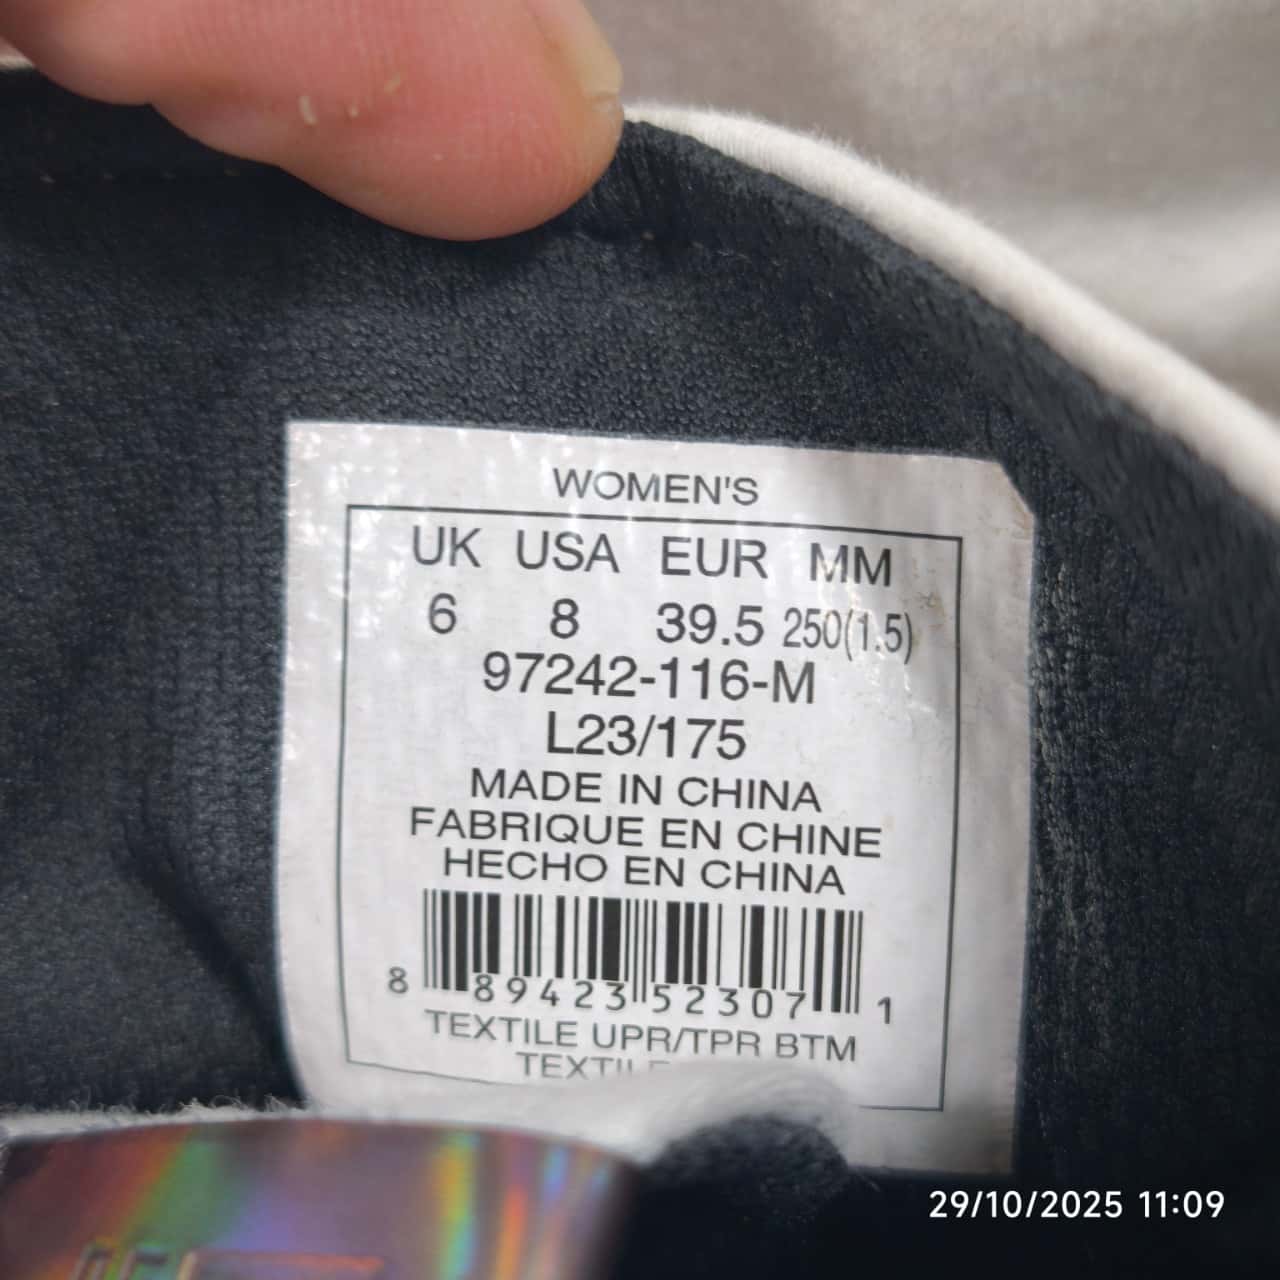 WOMEN'S
UK USA EUR MM
6 8 39.5 250(1.5)
97242-116-M
L23/175
MADE IN CHINA
FABRIQUE EN CHINE
HECHO EN CHINA
8 89423 52307 1
TEXTILE UPR/TPR BTM
29/10/2025 11:09